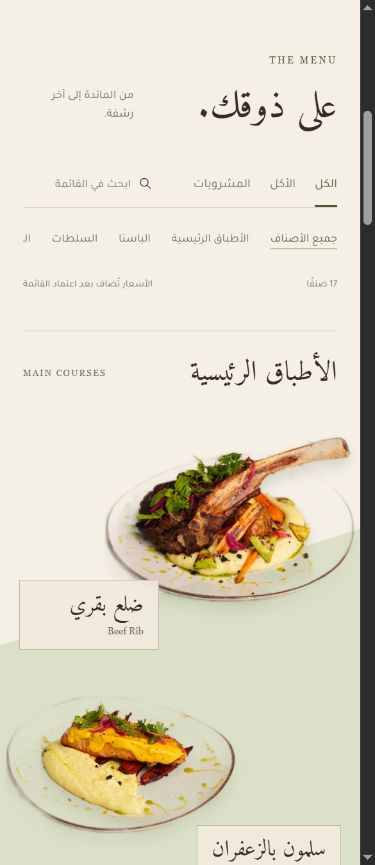 THE MENU
على ذوقك.
من المائدة إلى آخر
رشفة.
الكل
الأكل
المشروبات
ابحث في القائمة
جميع الأصناف
الأطباق الرئيسية
الباستا
السلطات
الـ
17 صنفًا
الأسعار تُضاف بعد اعتماد القائمة
الأطباق الرئيسية
MAIN COURSES
ضلع بقري
Beef Rib
سلمون بالزعفران